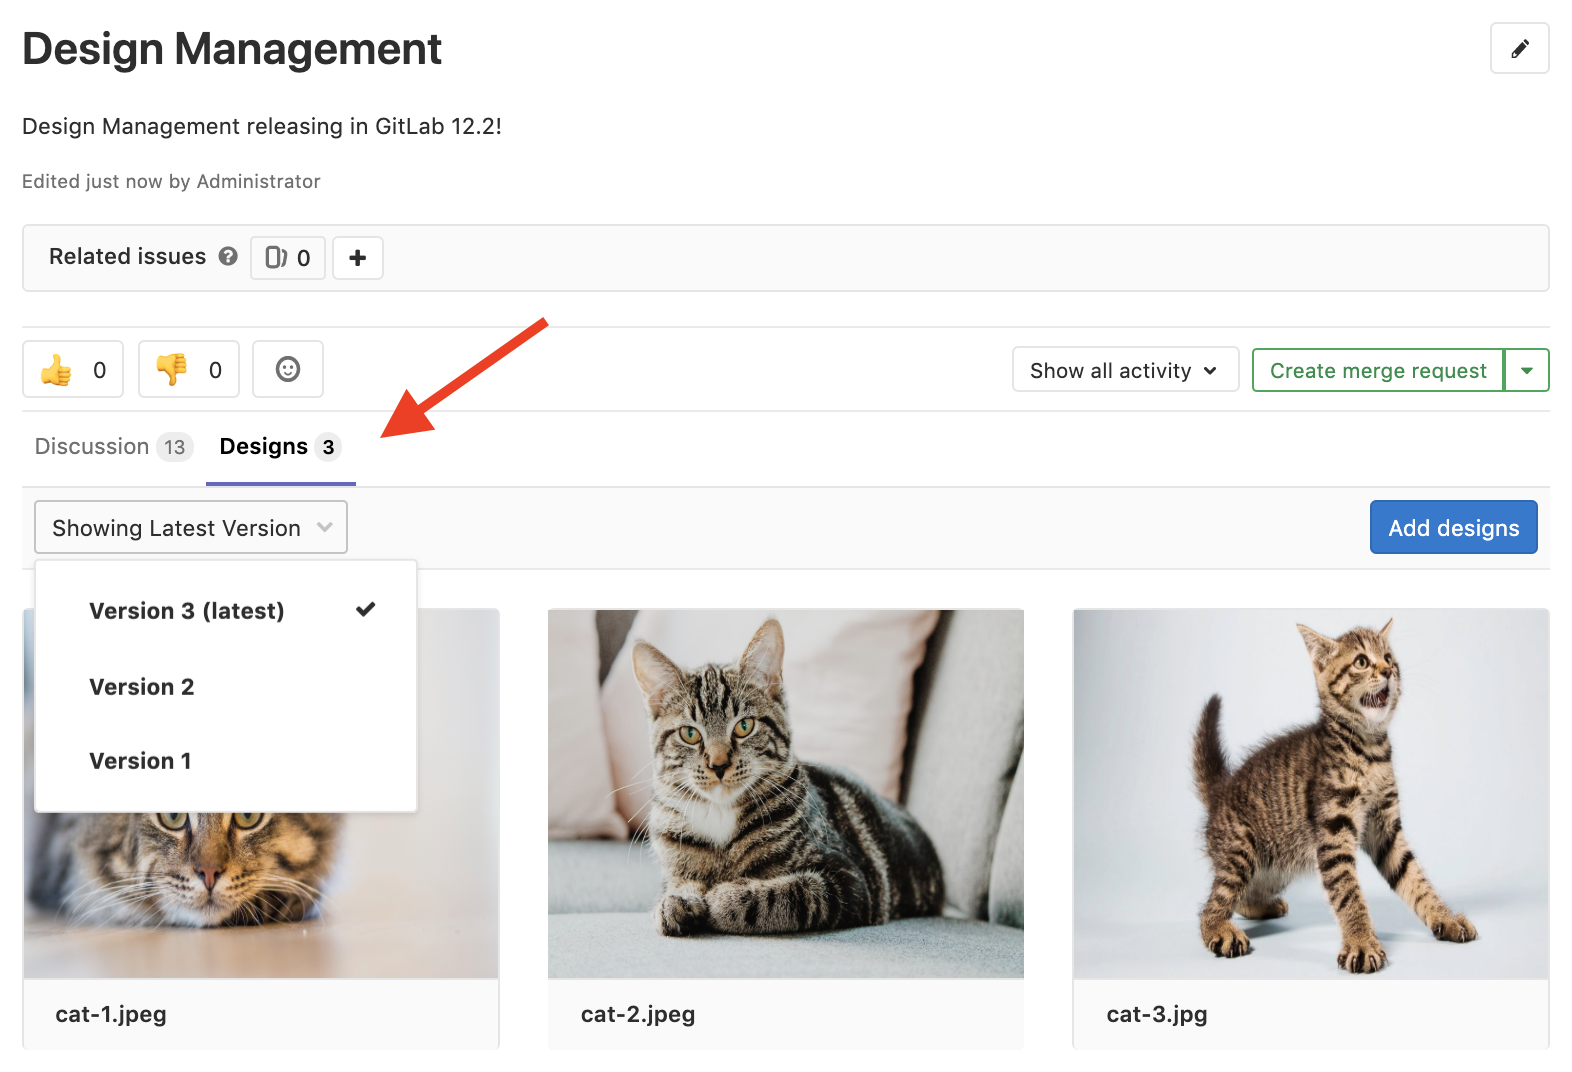 Design Management
Design Management releasing in GitLab 12.2!
Edited just now by Administrator
Related issues ? 0 +
0 0 Show all activity Create merge request
Discussion 13 Designs 3
Showing Latest Version Add designs
Version 3 (latest)
Version 2
Version 1
cat-1.jpeg cat-2.jpeg cat-3.jpg